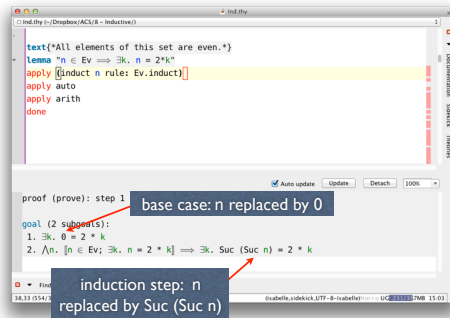 Ind.thy
Ind.thy (~/Dropbox/ACS/8 - Inductive/)
text{*All elements of this set are even.*}
lemma "n ∈ Ev ⟹ ∃k. n = 2*k"
apply (induct n rule: Ev.induct)
apply auto
apply arith
done
Documentation
Sidekick
Theories
Auto update
Update
Detach
100%
proof (prove): step 1
base case: n replaced by 0
goal (2 subgoals):
1. ∃k. 0 = 2 * k
2. ⋀n. ⟦n ∈ Ev; ∃k. n = 2 * k⟧ ⟹ ∃k. Suc (Suc n) = 2 * k
induction step: n
replaced by Suc (Suc n)
(isabelle,sidekick,UTF-8-Isabelle)
15:03